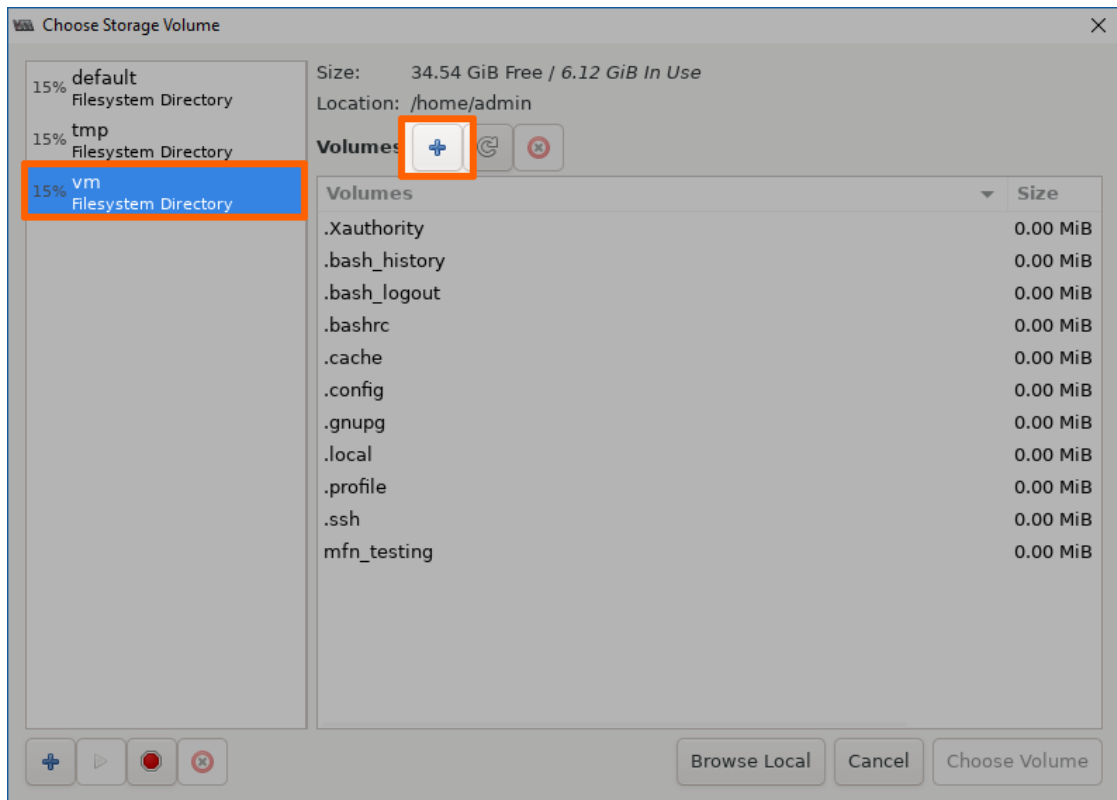 Choose Storage Volume
15% default
Filesystem Directory
15% tmp
Filesystem Directory
15% vm
Filesystem Directory
Size: 34.54 GiB Free / 6.12 GiB In Use
Location: /home/admin
Volumes
Volumes Size
.Xauthority 0.00 MiB
.bash_history 0.00 MiB
.bash_logout 0.00 MiB
.bashrc 0.00 MiB
.cache 0.00 MiB
.config 0.00 MiB
.gnupg 0.00 MiB
.local 0.00 MiB
.profile 0.00 MiB
.ssh 0.00 MiB
mfn_testing 0.00 MiB
Browse Local Cancel Choose Volume